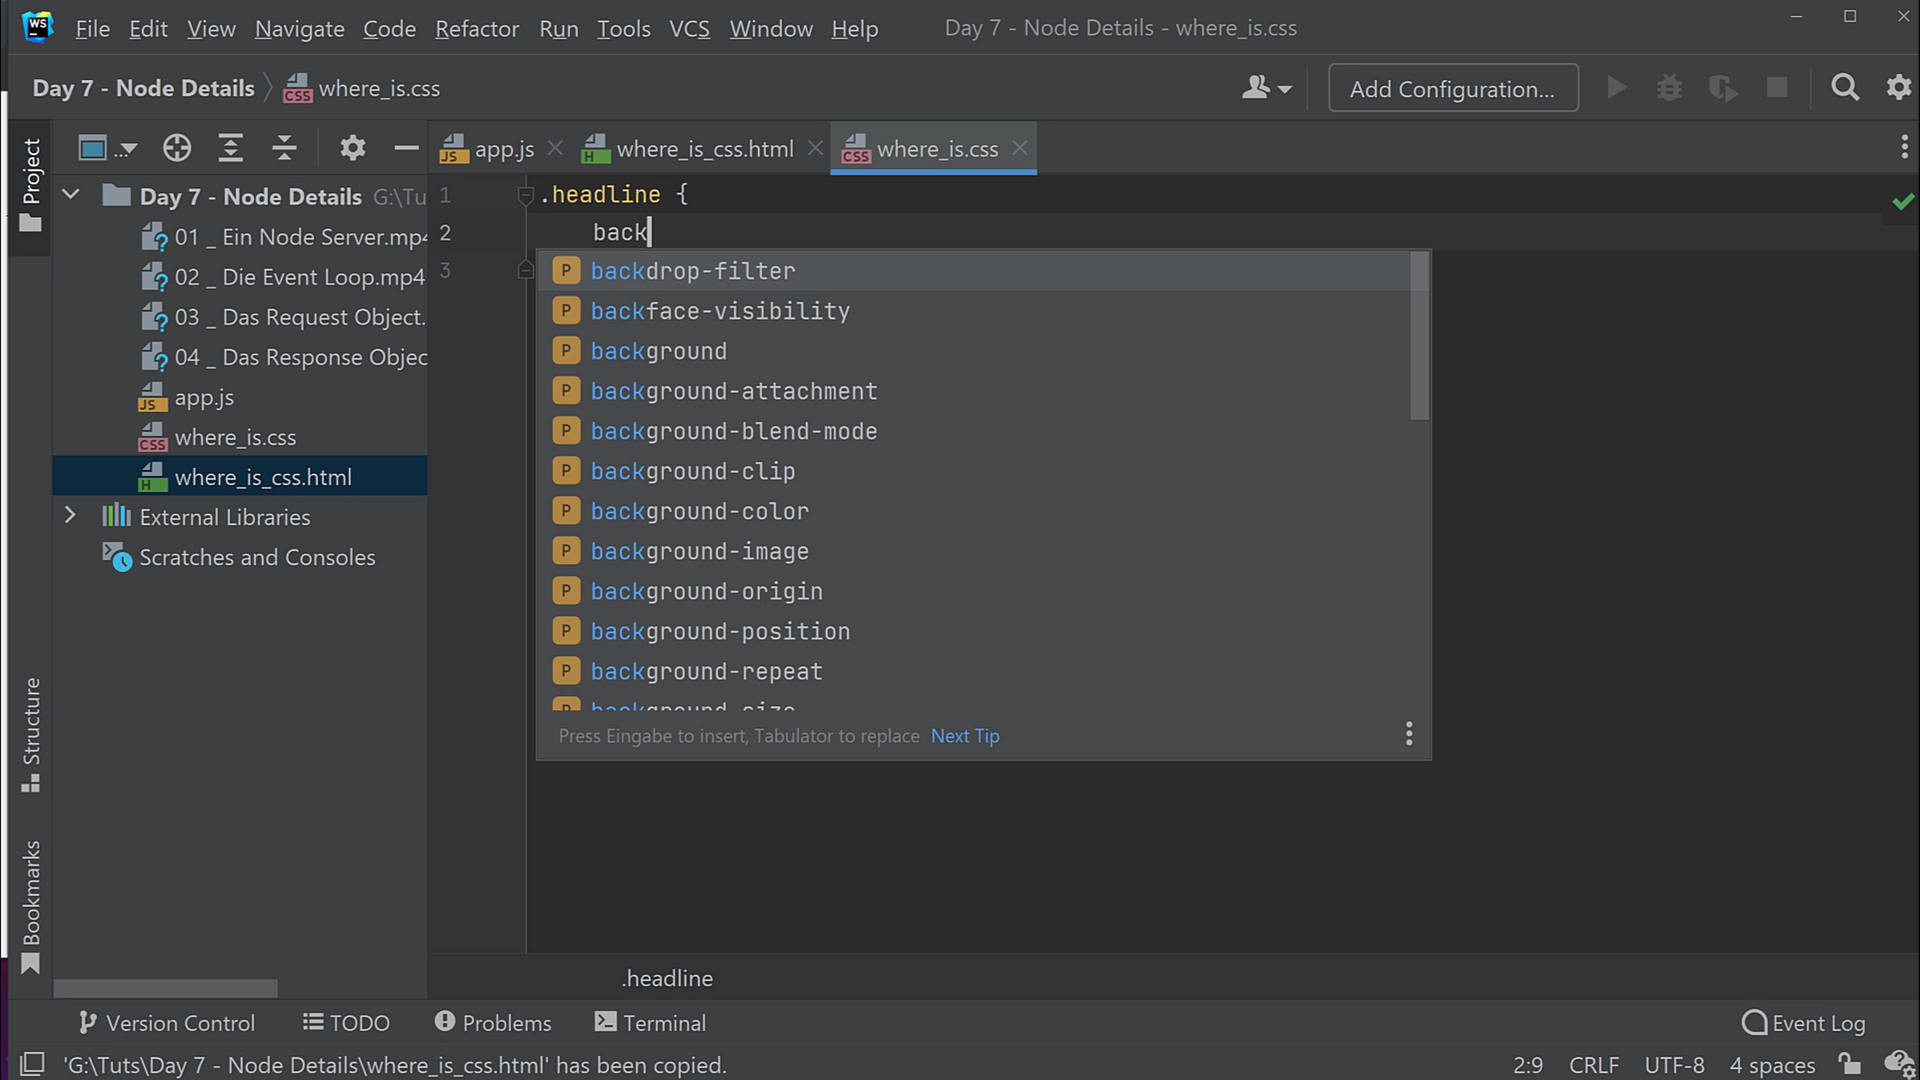 WS File Edit View Navigate Code Refactor Run Tools VCS Window Help Day 7 - Node Details - where_is.css
Day 7 - Node Details where_is.css Add Configuration...
Project
... app.js where_is_css.html where_is.css
Day 7 - Node Details G:\Tu
01 _ Ein Node Server.mp4
02 _ Die Event Loop.mp4
03 _ Das Request Object.
04 _ Das Response Objec
app.js
where_is.css
where_is_css.html
External Libraries
Scratches and Consoles
1 .headline {
2 back
3
backdrop-filter
backface-visibility
background
background-attachment
background-blend-mode
background-clip
background-color
background-image
background-origin
background-position
background-repeat
background-size
Press Eingabe to insert, Tabulator to replace Next Tip
Structure
Bookmarks
.headline
Version Control TODO Problems Terminal Event Log
'G:\Tuts\Day 7 - Node Details\where_is_css.html' has been copied. 2:9 CRLF UTF-8 4 spaces